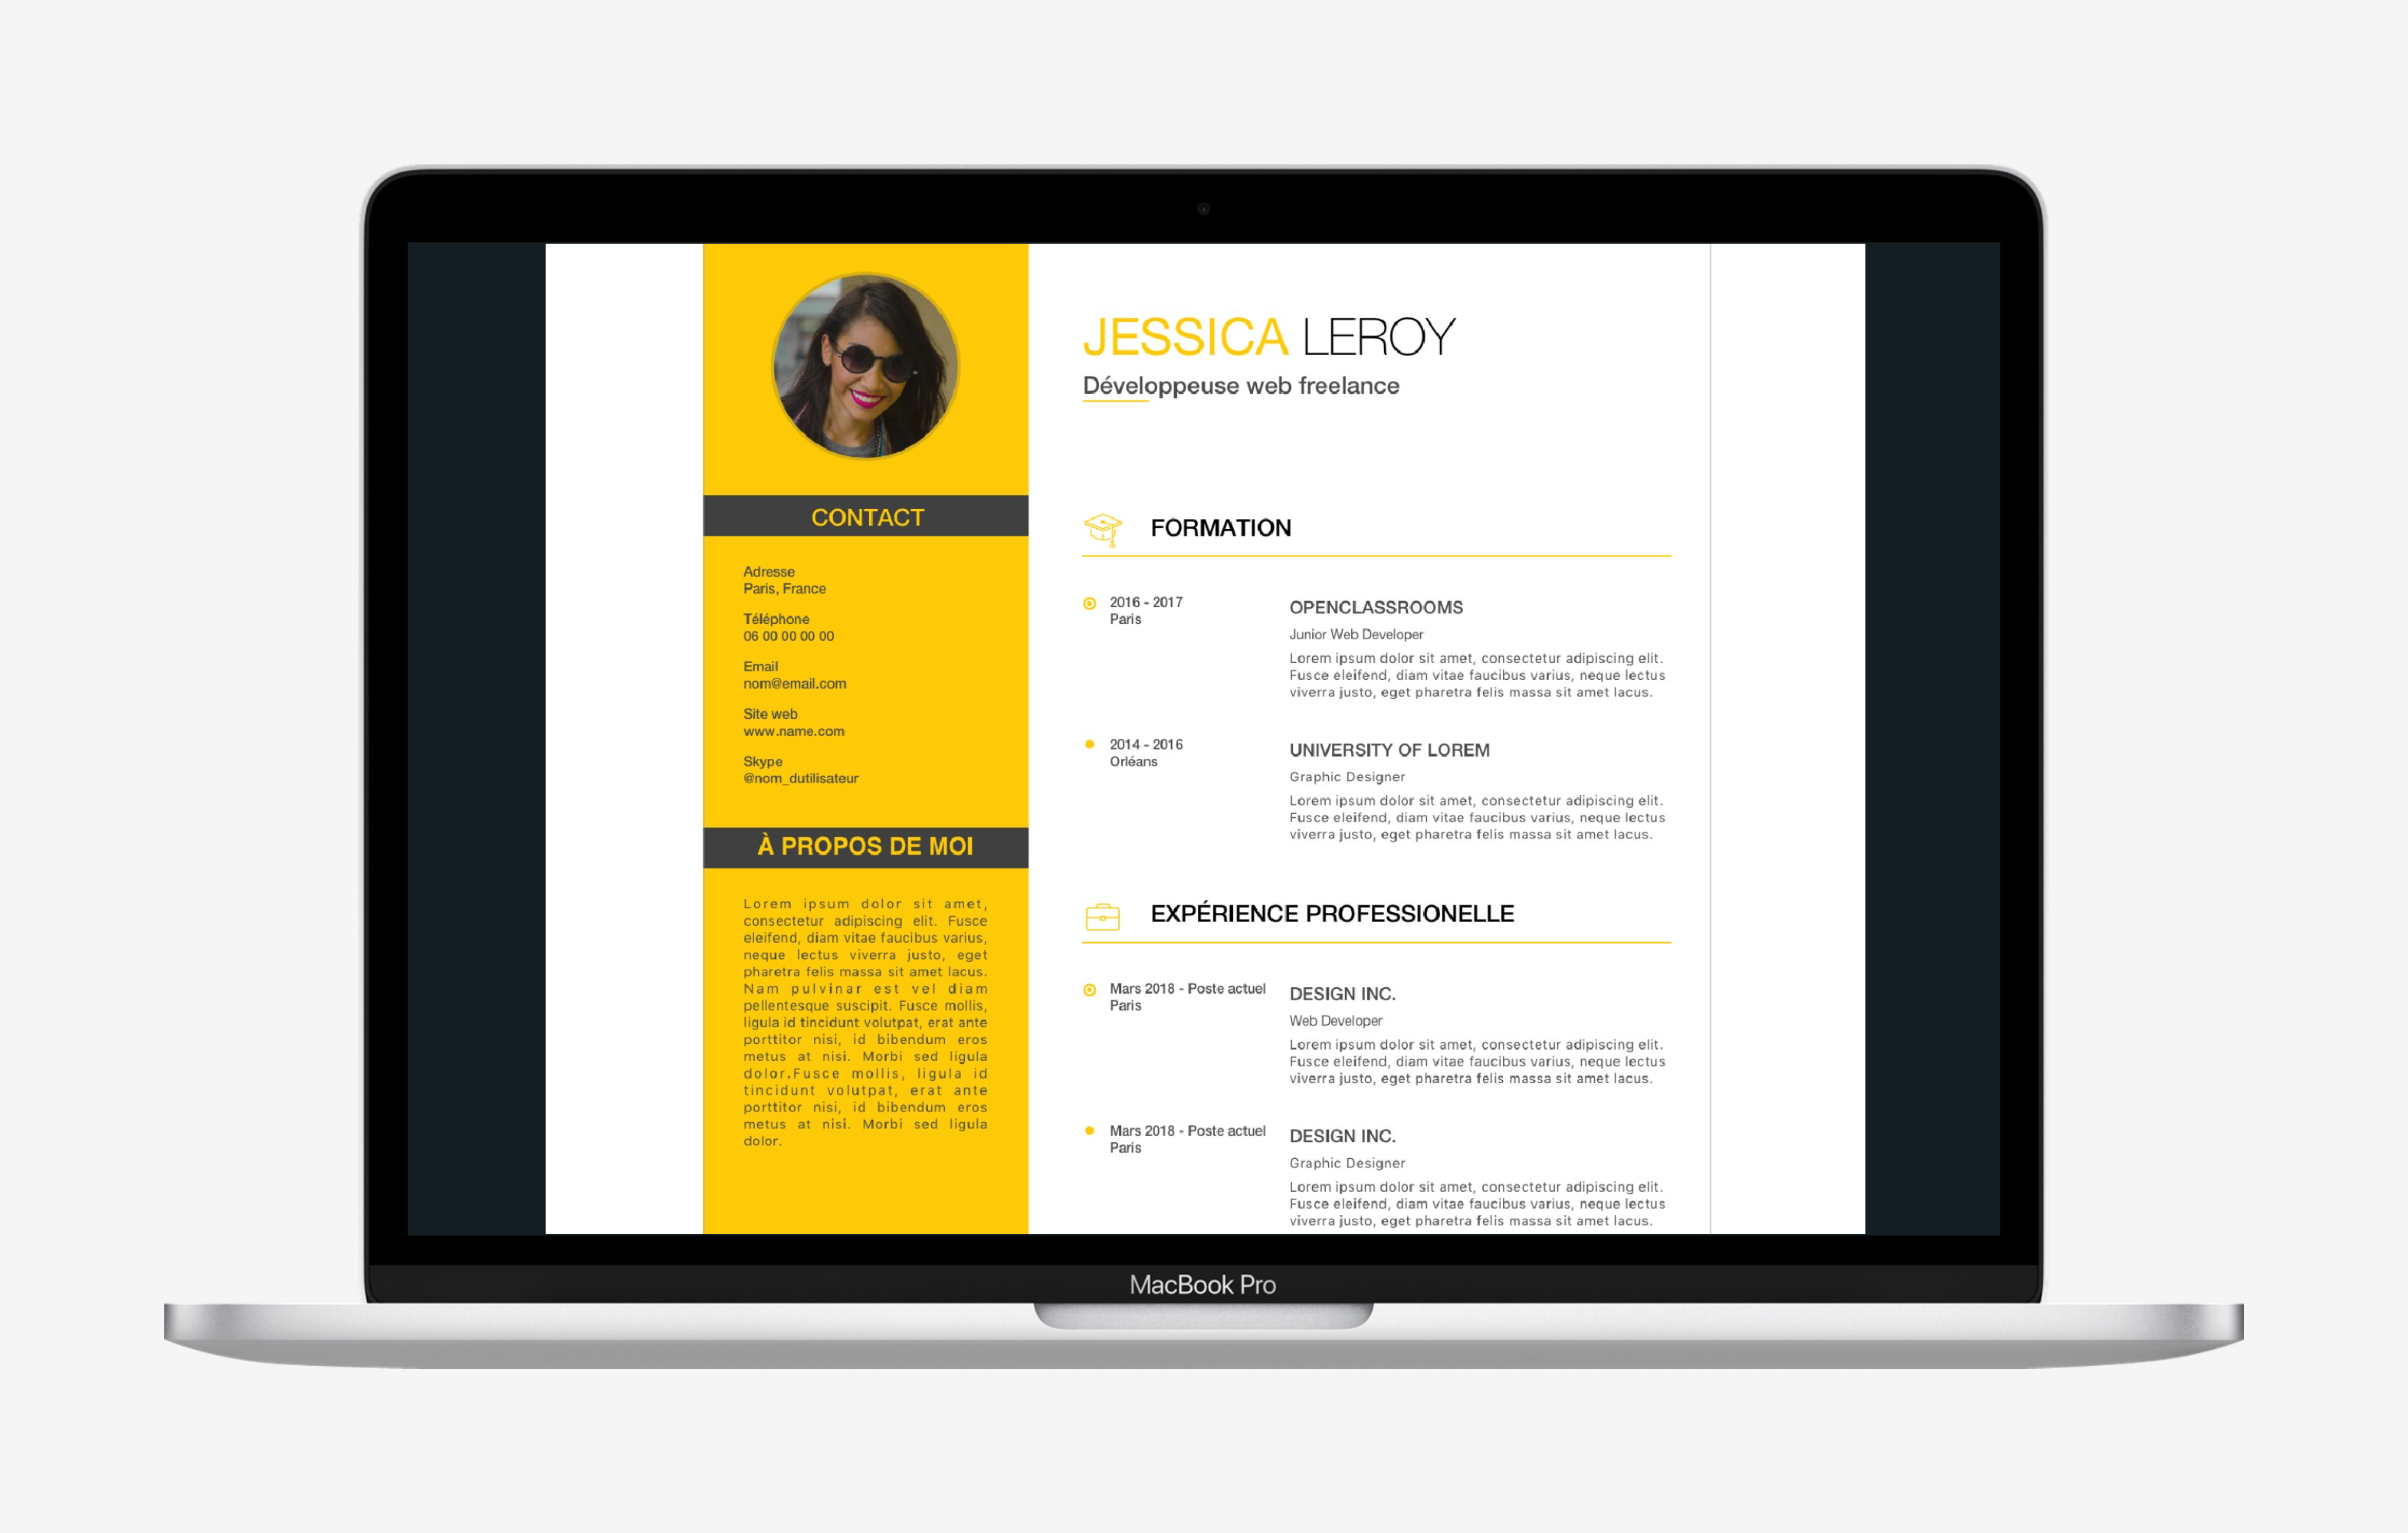 CONTACT
Adresse
Paris, France
Téléphone
06 00 00 00 00
Email
nom@email.com
Site web
www.name.com
Skype
@nom_dutilisateur
À PROPOS DE MOI
Lorem ipsum dolor sit amet,
consectetur adipiscing elit. Fusce
eleifend, diam vitae faucibus varius,
neque lectus viverra justo, eget
pharetra felis massa sit amet lacus.
Nam pulvinar est vel diam
pellentesque suscipit. Fusce mollis,
ligula id tincidunt volutpat, erat ante
porttitor nisi, id bibendum eros
metus at nisi. Morbi sed ligula
dolor.Fusce mollis, ligula id
tincidunt volutpat, erat ante
porttitor nisi, id bibendum eros
metus at nisi. Morbi sed ligula
dolor.
JESSICA LEROY
Développeuse web freelance
FORMATION
2016 - 2017
Paris
OPENCLASSROOMS
Junior Web Developer
Lorem ipsum dolor sit amet, consectetur adipiscing elit.
Fusce eleifend, diam vitae faucibus varius, neque lectus
viverra justo, eget pharetra felis massa sit amet lacus.
2014 - 2016
Orléans
UNIVERSITY OF LOREM
Graphic Designer
Lorem ipsum dolor sit amet, consectetur adipiscing elit.
Fusce eleifend, diam vitae faucibus varius, neque lectus
viverra justo, eget pharetra felis massa sit amet lacus.
EXPÉRIENCE PROFESSIONELLE
Mars 2018 - Poste actuel
Paris
DESIGN INC.
Web Developer
Lorem ipsum dolor sit amet, consectetur adipiscing elit.
Fusce eleifend, diam vitae faucibus varius, neque lectus
viverra justo, eget pharetra felis massa sit amet lacus.
Mars 2018 - Poste actuel
Paris
DESIGN INC.
Graphic Designer
Lorem ipsum dolor sit amet, consectetur adipiscing elit.
Fusce eleifend, diam vitae faucibus varius, neque lectus
viverra justo, eget pharetra felis massa sit amet lacus.
MacBook Pro